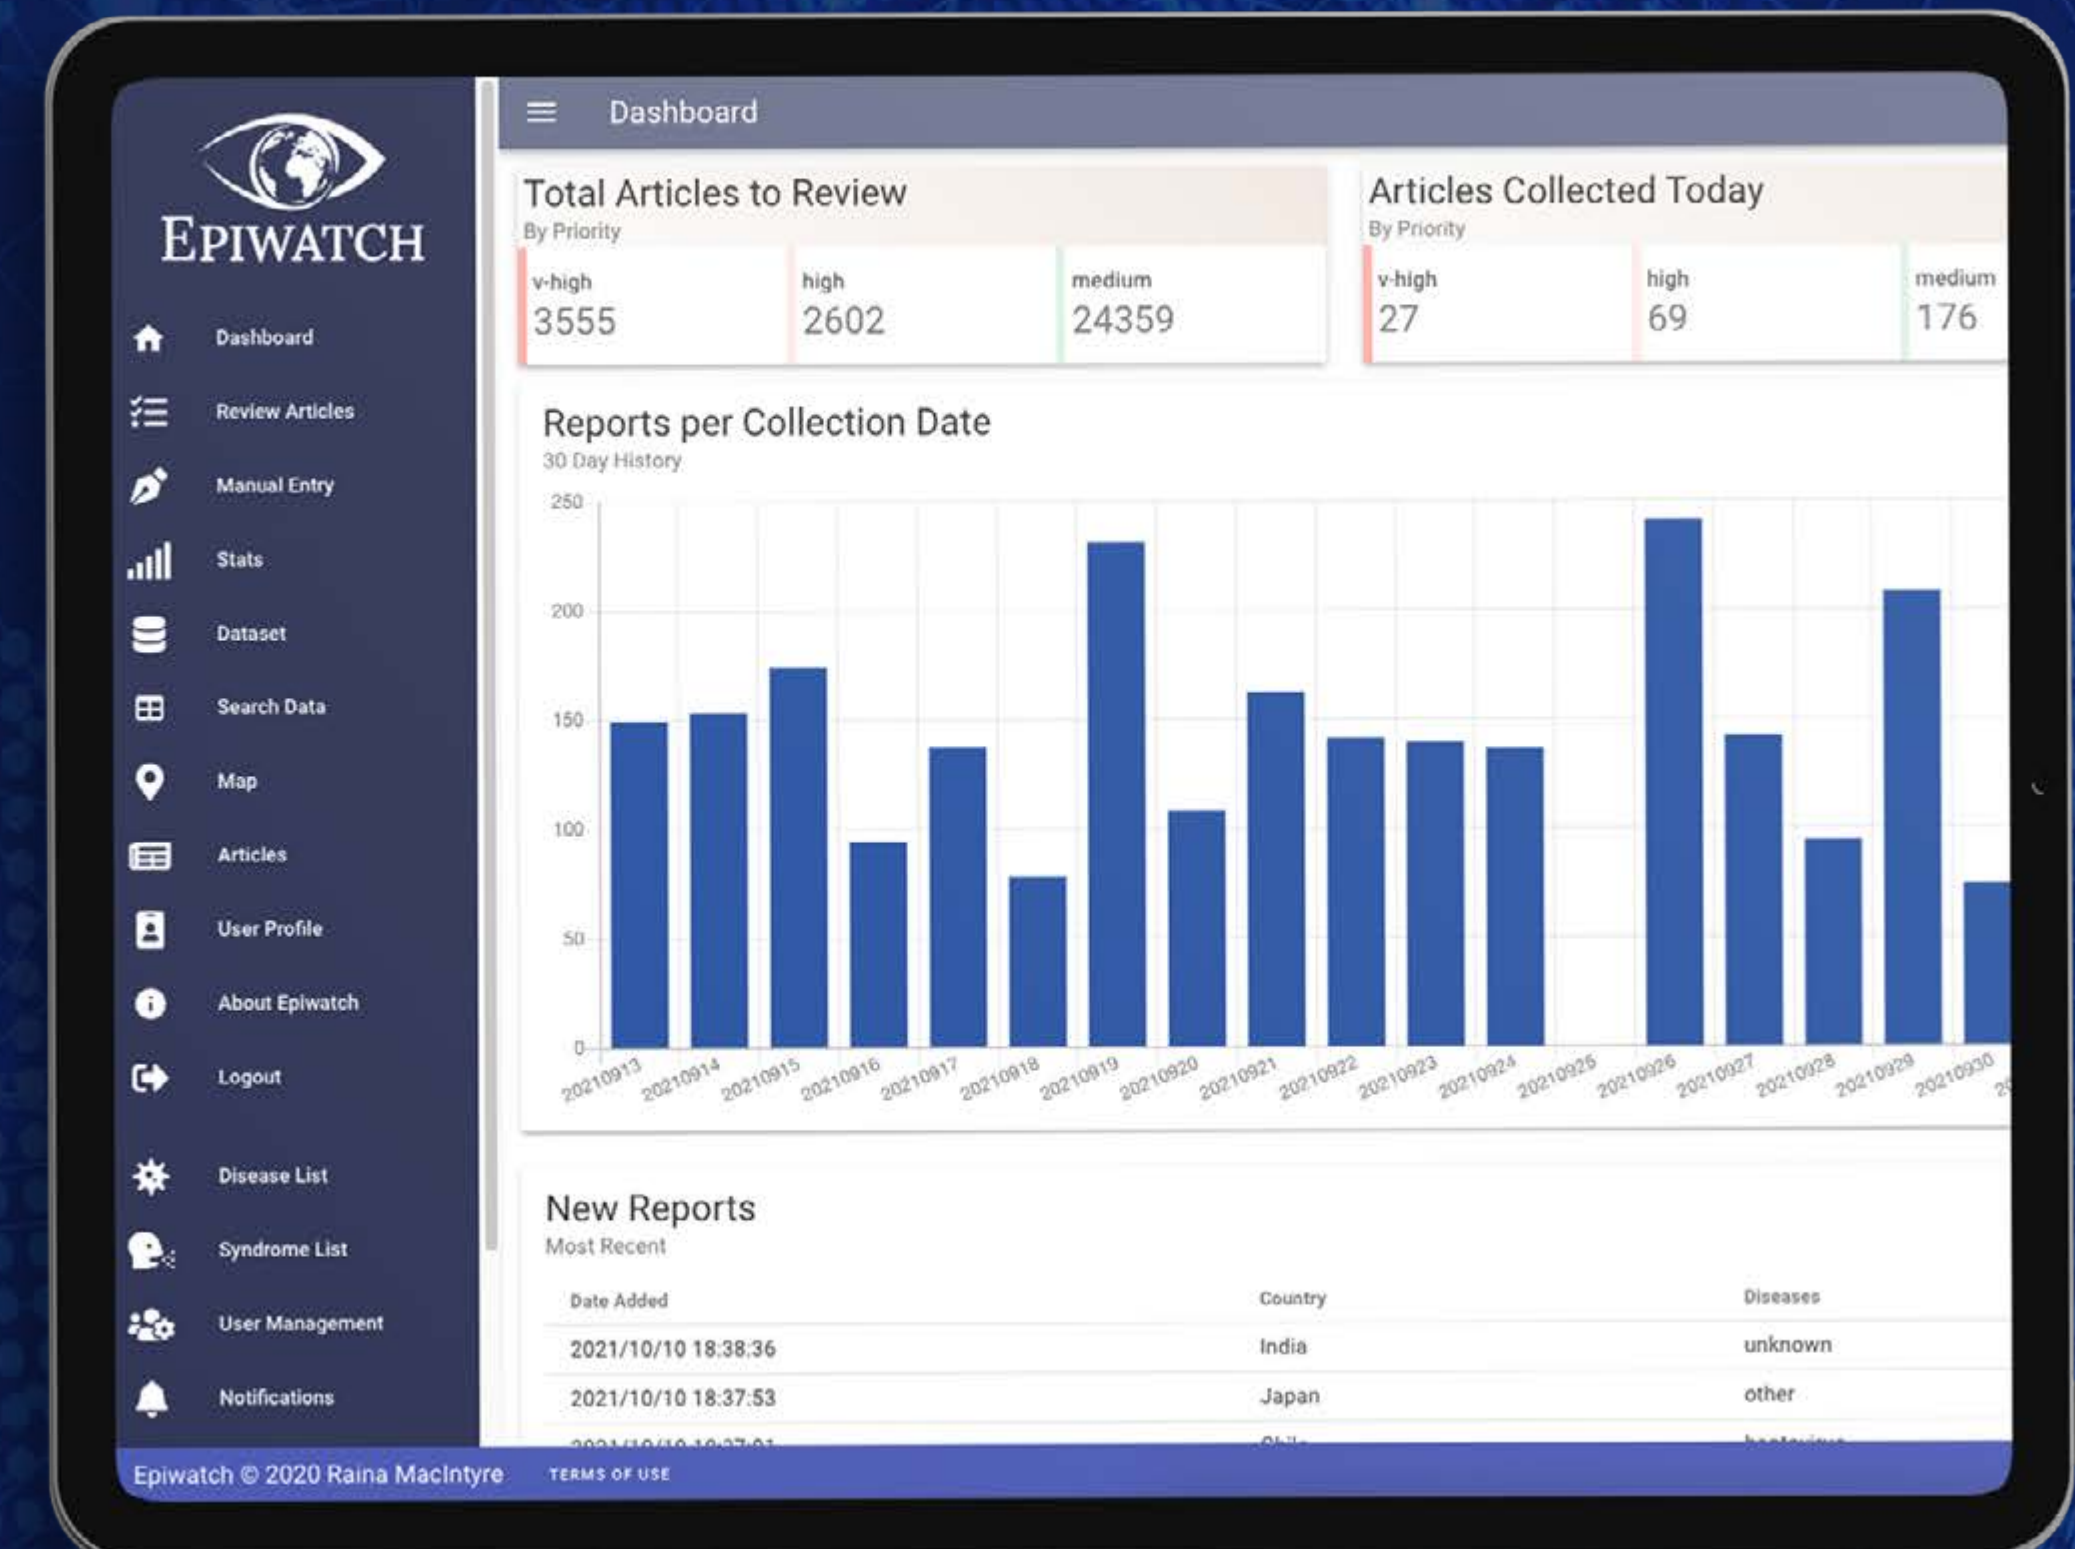 EPIWATCH
Dashboard
Review Articles
Manual Entry
Stats
Dataset
Search Data
Map
Articles
User Profile
About Epiwatch
Logout
Disease List
Syndrome List
User Management
Notifications
Dashboard
Total Articles to Review
By Priority
v-high high medium
3555 2602 24359
Articles Collected Today
By Priority
v-high high medium
27 69 176
Reports per Collection Date
30 Day History
250
200
150
100
50
0
20210913 20210914 20210915 20210916 20210917 20210918 20210919 20210920 20210921 20210922 20210923 20210924 20210925 20210926 20210927 20210928 20210929 20210930
New Reports
Most Recent
Date Added Country Diseases
2021/10/10 18:38:36 India unknown
2021/10/10 18:37:53 Japan other
Epiwatch © 2020 Raina MacIntyre TERMS OF USE